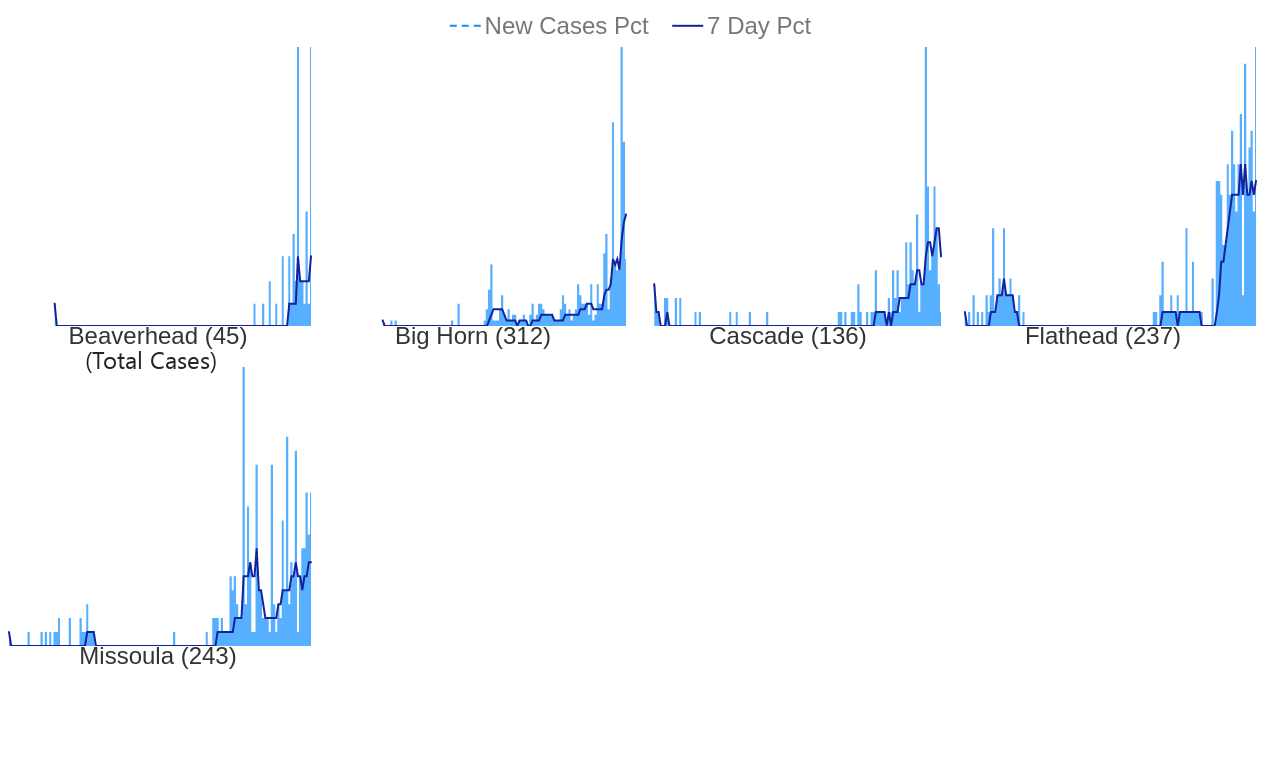 New Cases Pct 7 Day Pct
Beaverhead (45) Big Horn (312) Cascade (136) Flathead (237)
(Total Cases)
Missoula (243)